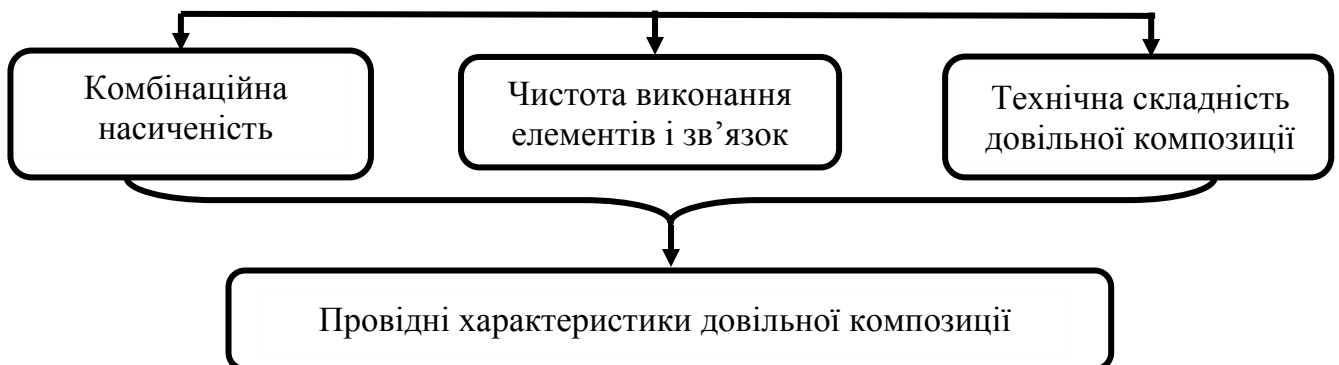 Комбінаційна
насиченість
Чистота виконання
елементів і зв’язок
Технічна складність
довільної композиції
Провідні характеристики довільної композиції